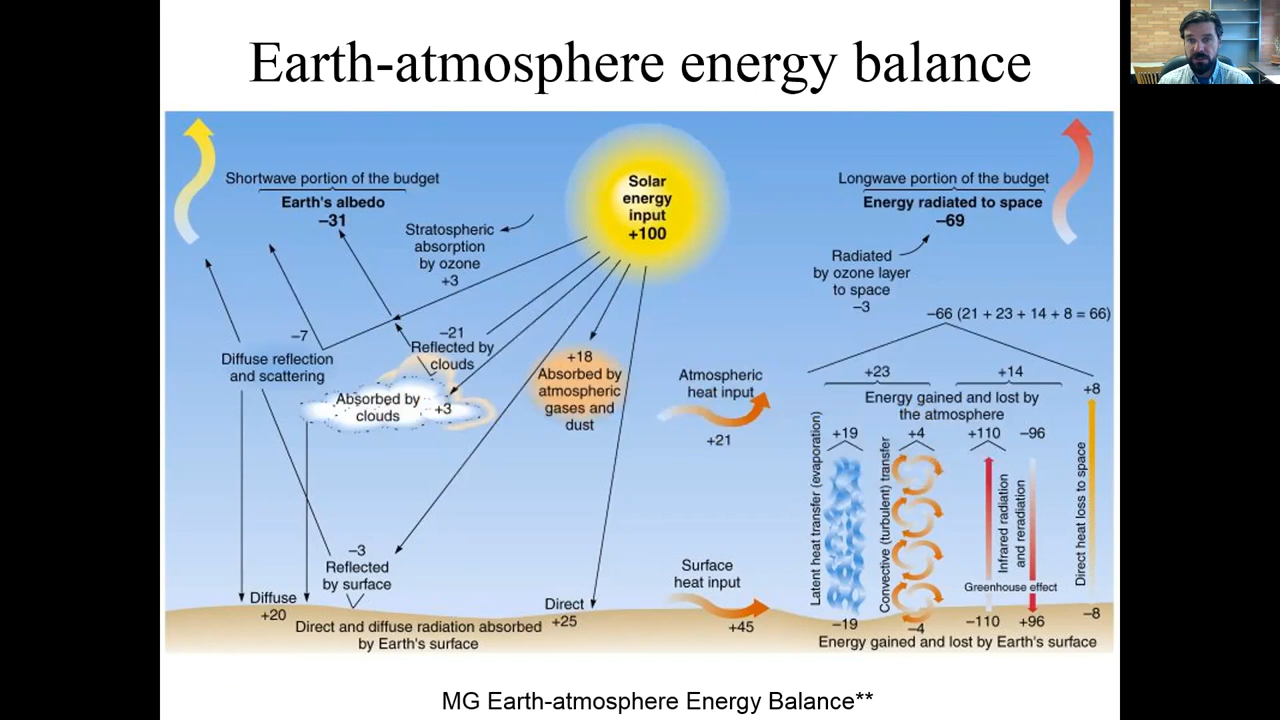 Earth-atmosphere energy balance
Shortwave portion of the budget
Earth's albedo
–31
Stratospheric
absorption
by ozone
+3
Solar
energy
input
+100
Longwave portion of the budget
Energy radiated to space
–69
Radiated
by ozone layer
to space
–3
–66 (21 + 23 + 14 + 8 = 66)
–7
Diffuse reflection
and scattering
–21
Reflected by
clouds
Absorbed by
clouds
+3
+18
Absorbed by
atmospheric
gases and
dust
Atmospheric
heat input
+21
+23
+14
+8
Energy gained and lost by
the atmosphere
+19
+4
+110
–96
Latent heat transfer (evaporation)
Convective (turbulent) transfer
Infrared radiation
and reradiation
Direct heat loss to space
Greenhouse effect
–3
Reflected
by surface
Diffuse
+20
Direct
+25
Direct and diffuse radiation absorbed
by Earth's surface
Surface
heat input
+45
–19
–4
–110
+96
–8
Energy gained and lost by Earth's surface
MG Earth-atmosphere Energy Balance**